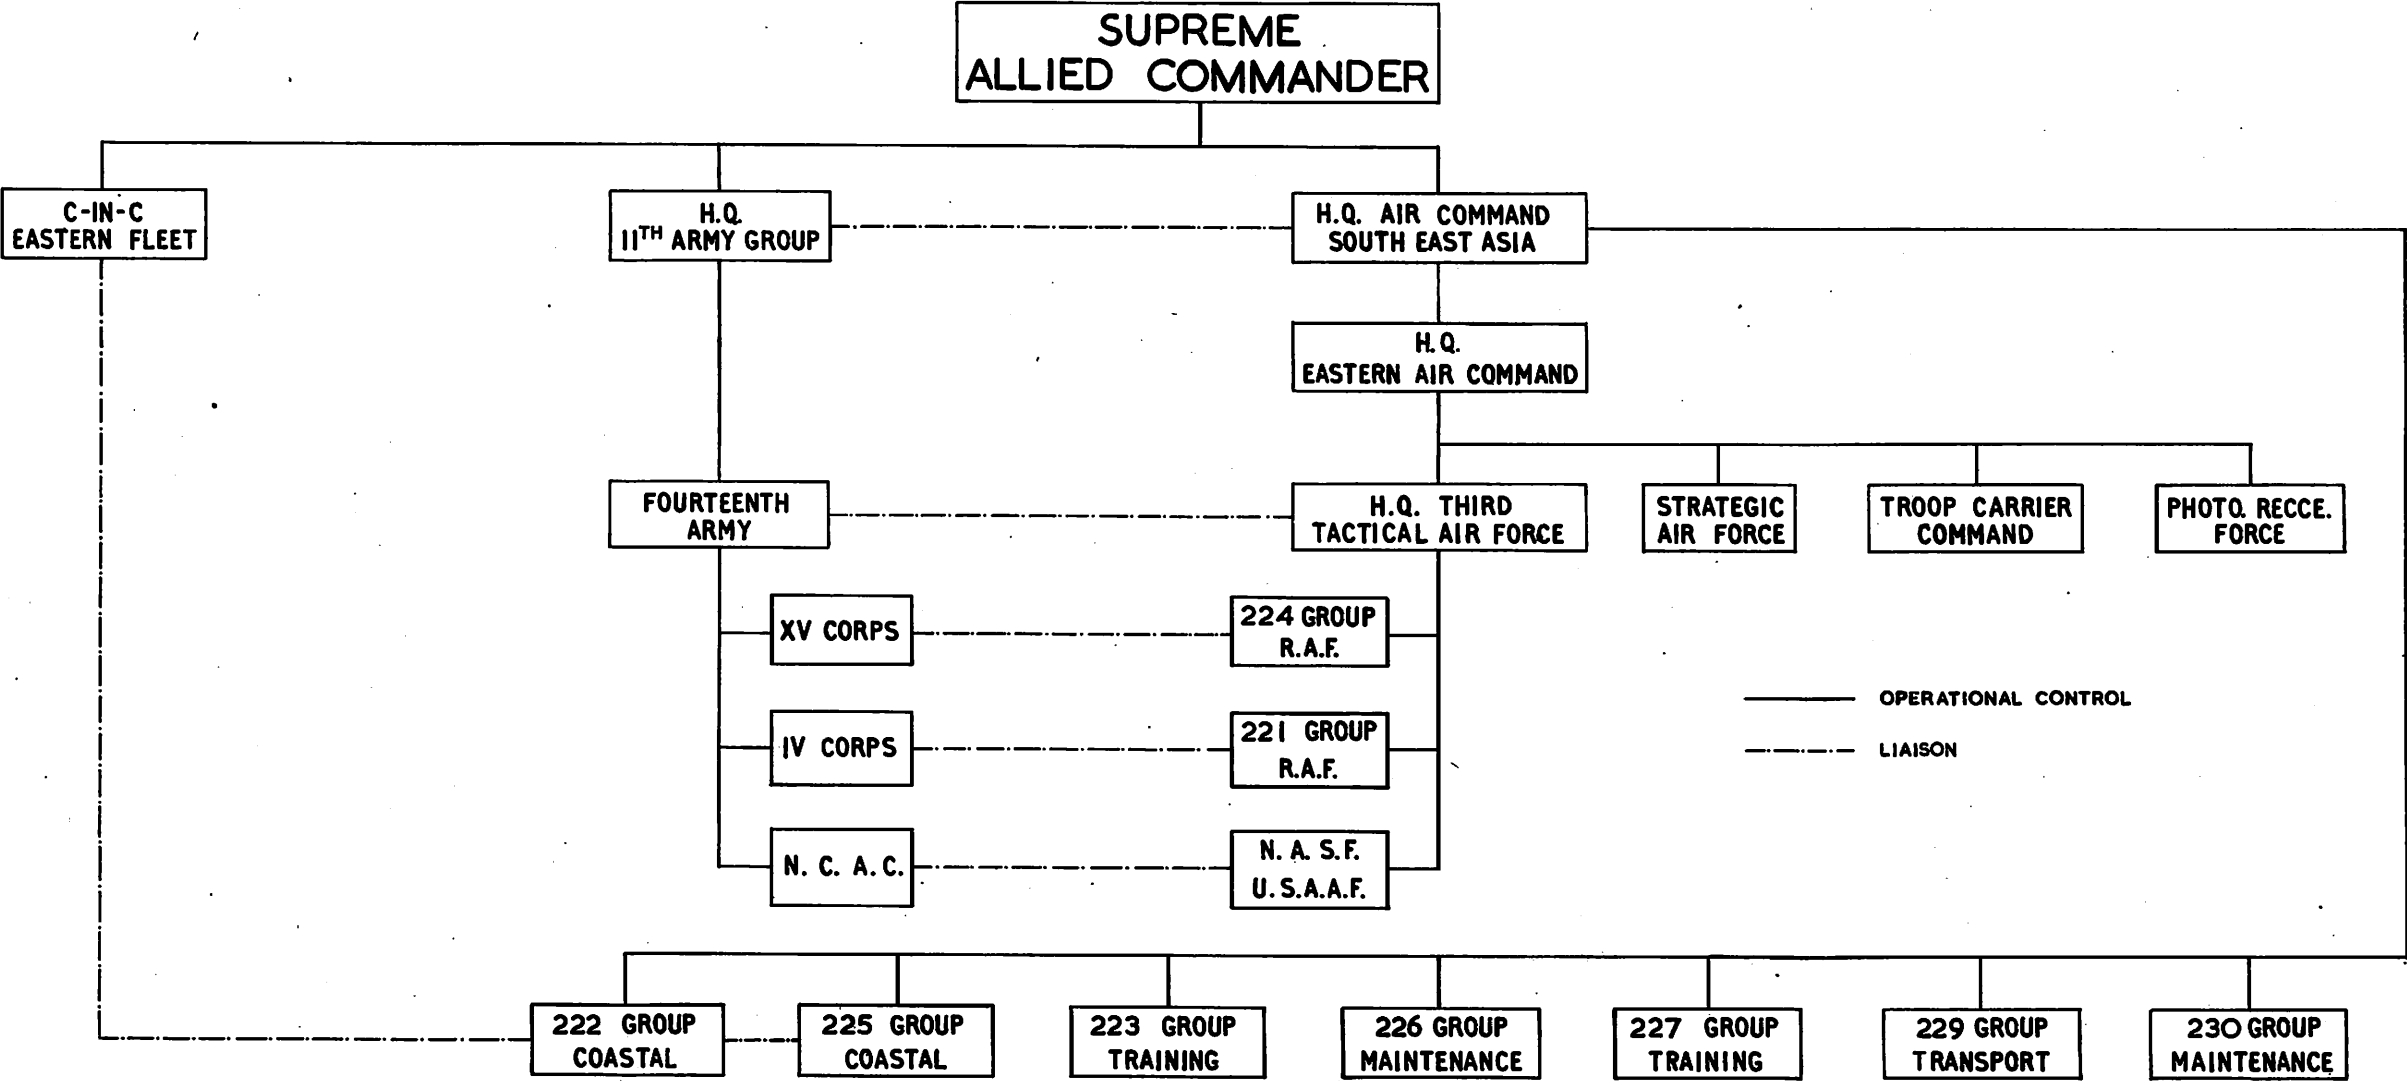 SUPREME
ALLIED COMMANDER
C-IN-C
EASTERN FLEET
H.Q.
11TH ARMY GROUP
H.Q. AIR COMMAND
SOUTH EAST ASIA
H.Q.
EASTERN AIR COMMAND
FOURTEENTH
ARMY
H.Q. THIRD
TACTICAL AIR FORCE
STRATEGIC
AIR FORCE
TROOP CARRIER
COMMAND
PHOTO. RECCE.
FORCE
XV CORPS
224 GROUP
R.A.F.
IV CORPS
221 GROUP
R.A.F.
N. C. A. C.
N. A. S. F.
U. S. A. A. F.
OPERATIONAL CONTROL
LIAISON
222 GROUP
COASTAL
225 GROUP
COASTAL
223 GROUP
TRAINING
226 GROUP
MAINTENANCE
227 GROUP
TRAINING
229 GROUP
TRANSPORT
230 GROUP
MAINTENANCE